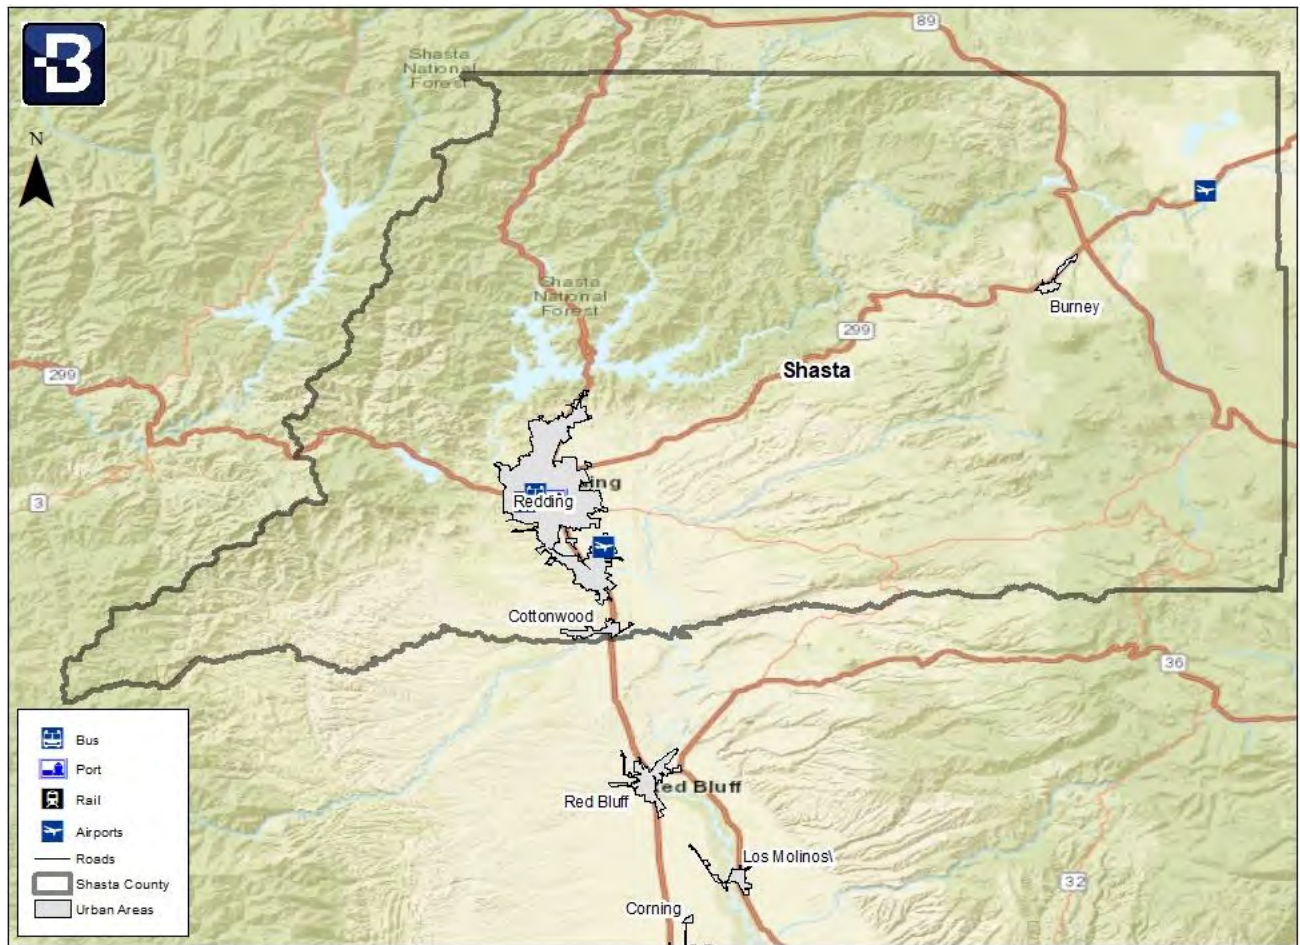 B
89
Shasta
National
Forest
N
Burney
Shasta
National
Forest
299
299
Shasta
3
Redding
Cottonwood
36
Red Bluff
Red Bluff
Los Molinos\
32
Corning
Bus
Port
Rail
Airports
Roads
Shasta County
Urban Areas